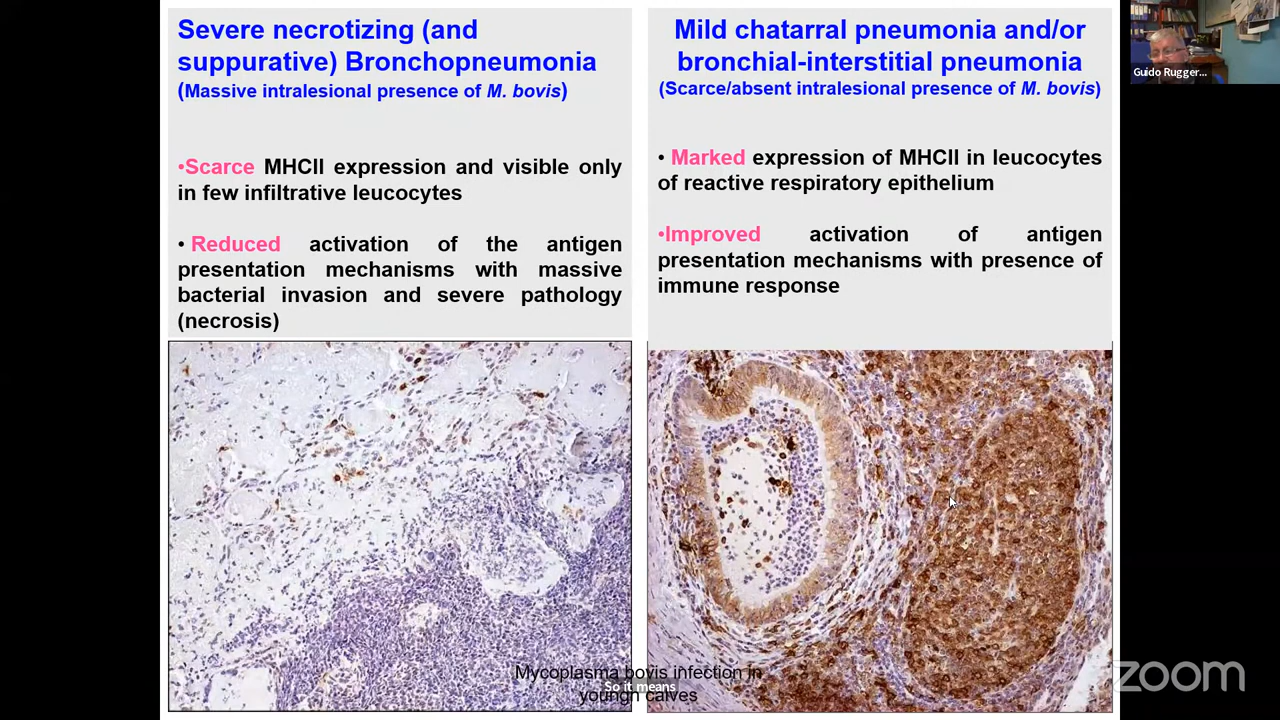 Severe necrotizing (and
suppurative) Bronchopneumonia
(Massive intralesional presence of M. bovis)
•Scarce MHCII expression and visible only
in few infiltrative leucocytes
• Reduced activation of the antigen
presentation mechanisms with massive
bacterial invasion and severe pathology
(necrosis)
Mild chatarral pneumonia and/or
bronchial-interstitial pneumonia
(Scarce/absent intralesional presence of M. bovis)
• Marked expression of MHCII in leucocytes
of reactive respiratory epithelium
•Improved activation of antigen
presentation mechanisms with presence of
immune response
Guido Rugger...
Mycoplasma bovis infection in
So it means
youngh calves
zoom